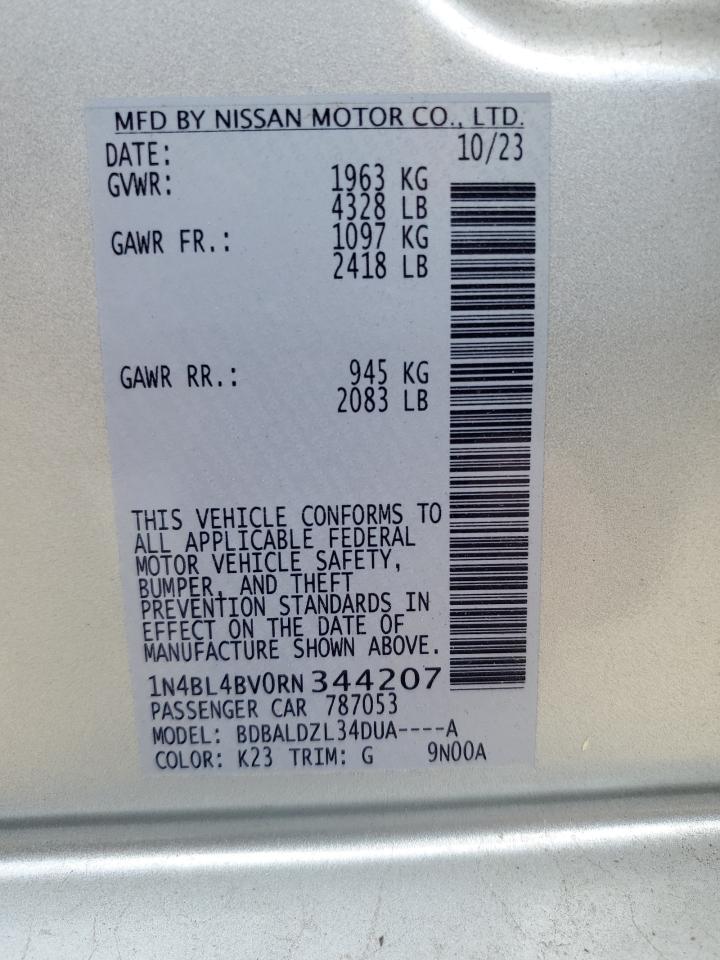 MFD BY NISSAN MOTOR CO., LTD.
DATE: 10/23
GVWR: 1963 KG
4328 LB
GAWR FR.: 1097 KG
2418 LB
GAWR RR.: 945 KG
2083 LB
THIS VEHICLE CONFORMS TO
ALL APPLICABLE FEDERAL
MOTOR VEHICLE SAFETY,
BUMPER, AND THEFT
PREVENTION STANDARDS IN
EFFECT ON THE DATE OF
MANUFACTURE SHOWN ABOVE.
1N4BL4BV0RN344207
PASSENGER CAR 787053
MODEL: BDBALDZL34DUA----A
COLOR: K23 TRIM: G 9N00A